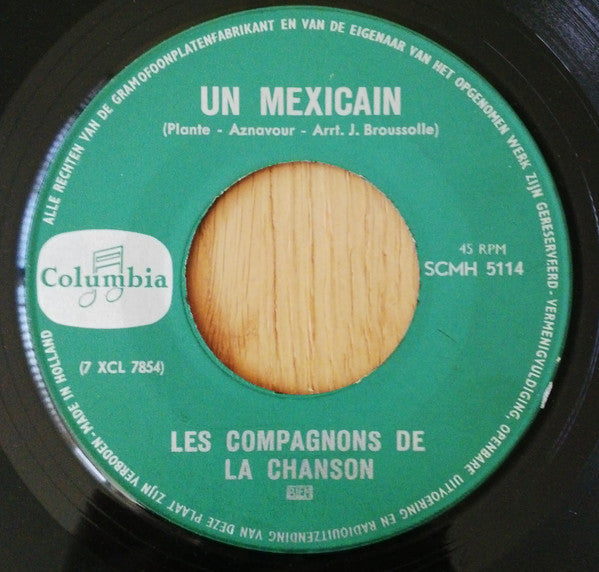 ALLE RECHTEN VAN DE GRAMOFOONPLATENFABRIKANT EN VAN DE EIGENAAR VAN HET OPGENOMEN WERK ZIJN GERESERVEERD - VERMENIGVULDIGING, OPENBARE UITVOERING EN RADIOUITZENDING VAN DEZE PLAAT ZIJN VERBODEN - MADE IN HOLLAND
UN MEXICAIN
(Plante - Aznavour - Arrt. J. Broussolle)
Columbia
45 RPM
SCMH 5114
(7 XCL 7854)
LES COMPAGNONS DE
LA CHANSON